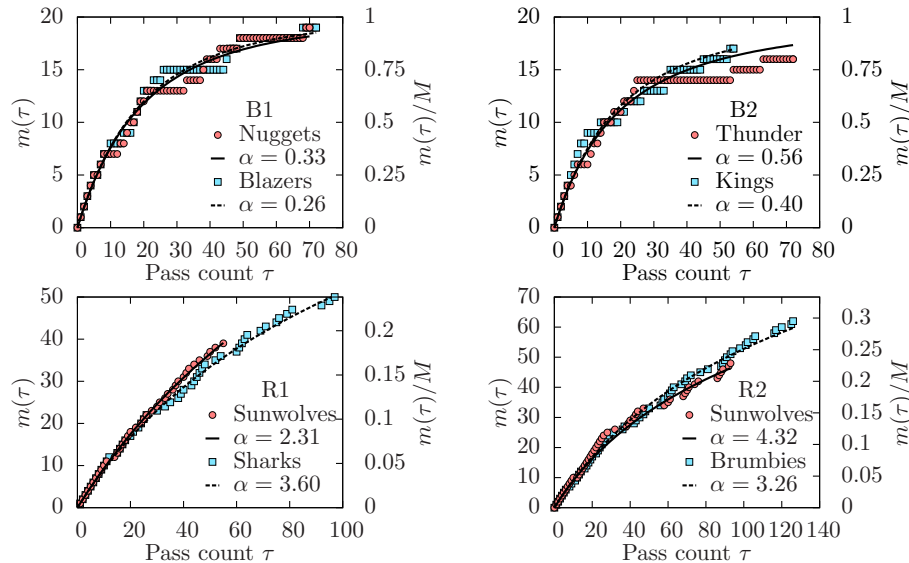 20
15
10
5
0
m(τ)
1
0.75
0.5
0.25
0
m(τ)/M
B1
Nuggets
α = 0.33
Blazers
α = 0.26
0 10 20 30 40 50 60 70 80
Pass count τ
20
15
10
5
0
m(τ)
1
0.75
0.5
0.25
0
m(τ)/M
B2
Thunder
α = 0.56
Kings
α = 0.40
0 10 20 30 40 50 60 70 80
Pass count τ
50
40
30
20
10
0
m(τ)
0.2
0.15
0.1
0.05
0
m(τ)/M
R1
Sunwolves
α = 2.31
Sharks
α = 3.60
0 20 40 60 80 100
Pass count τ
70
60
50
40
30
20
10
0
m(τ)
0.3
0.25
0.2
0.15
0.1
0.05
0
m(τ)/M
R2
Sunwolves
α = 4.32
Brumbies
α = 3.26
0 20 40 60 80 100 120 140
Pass count τ